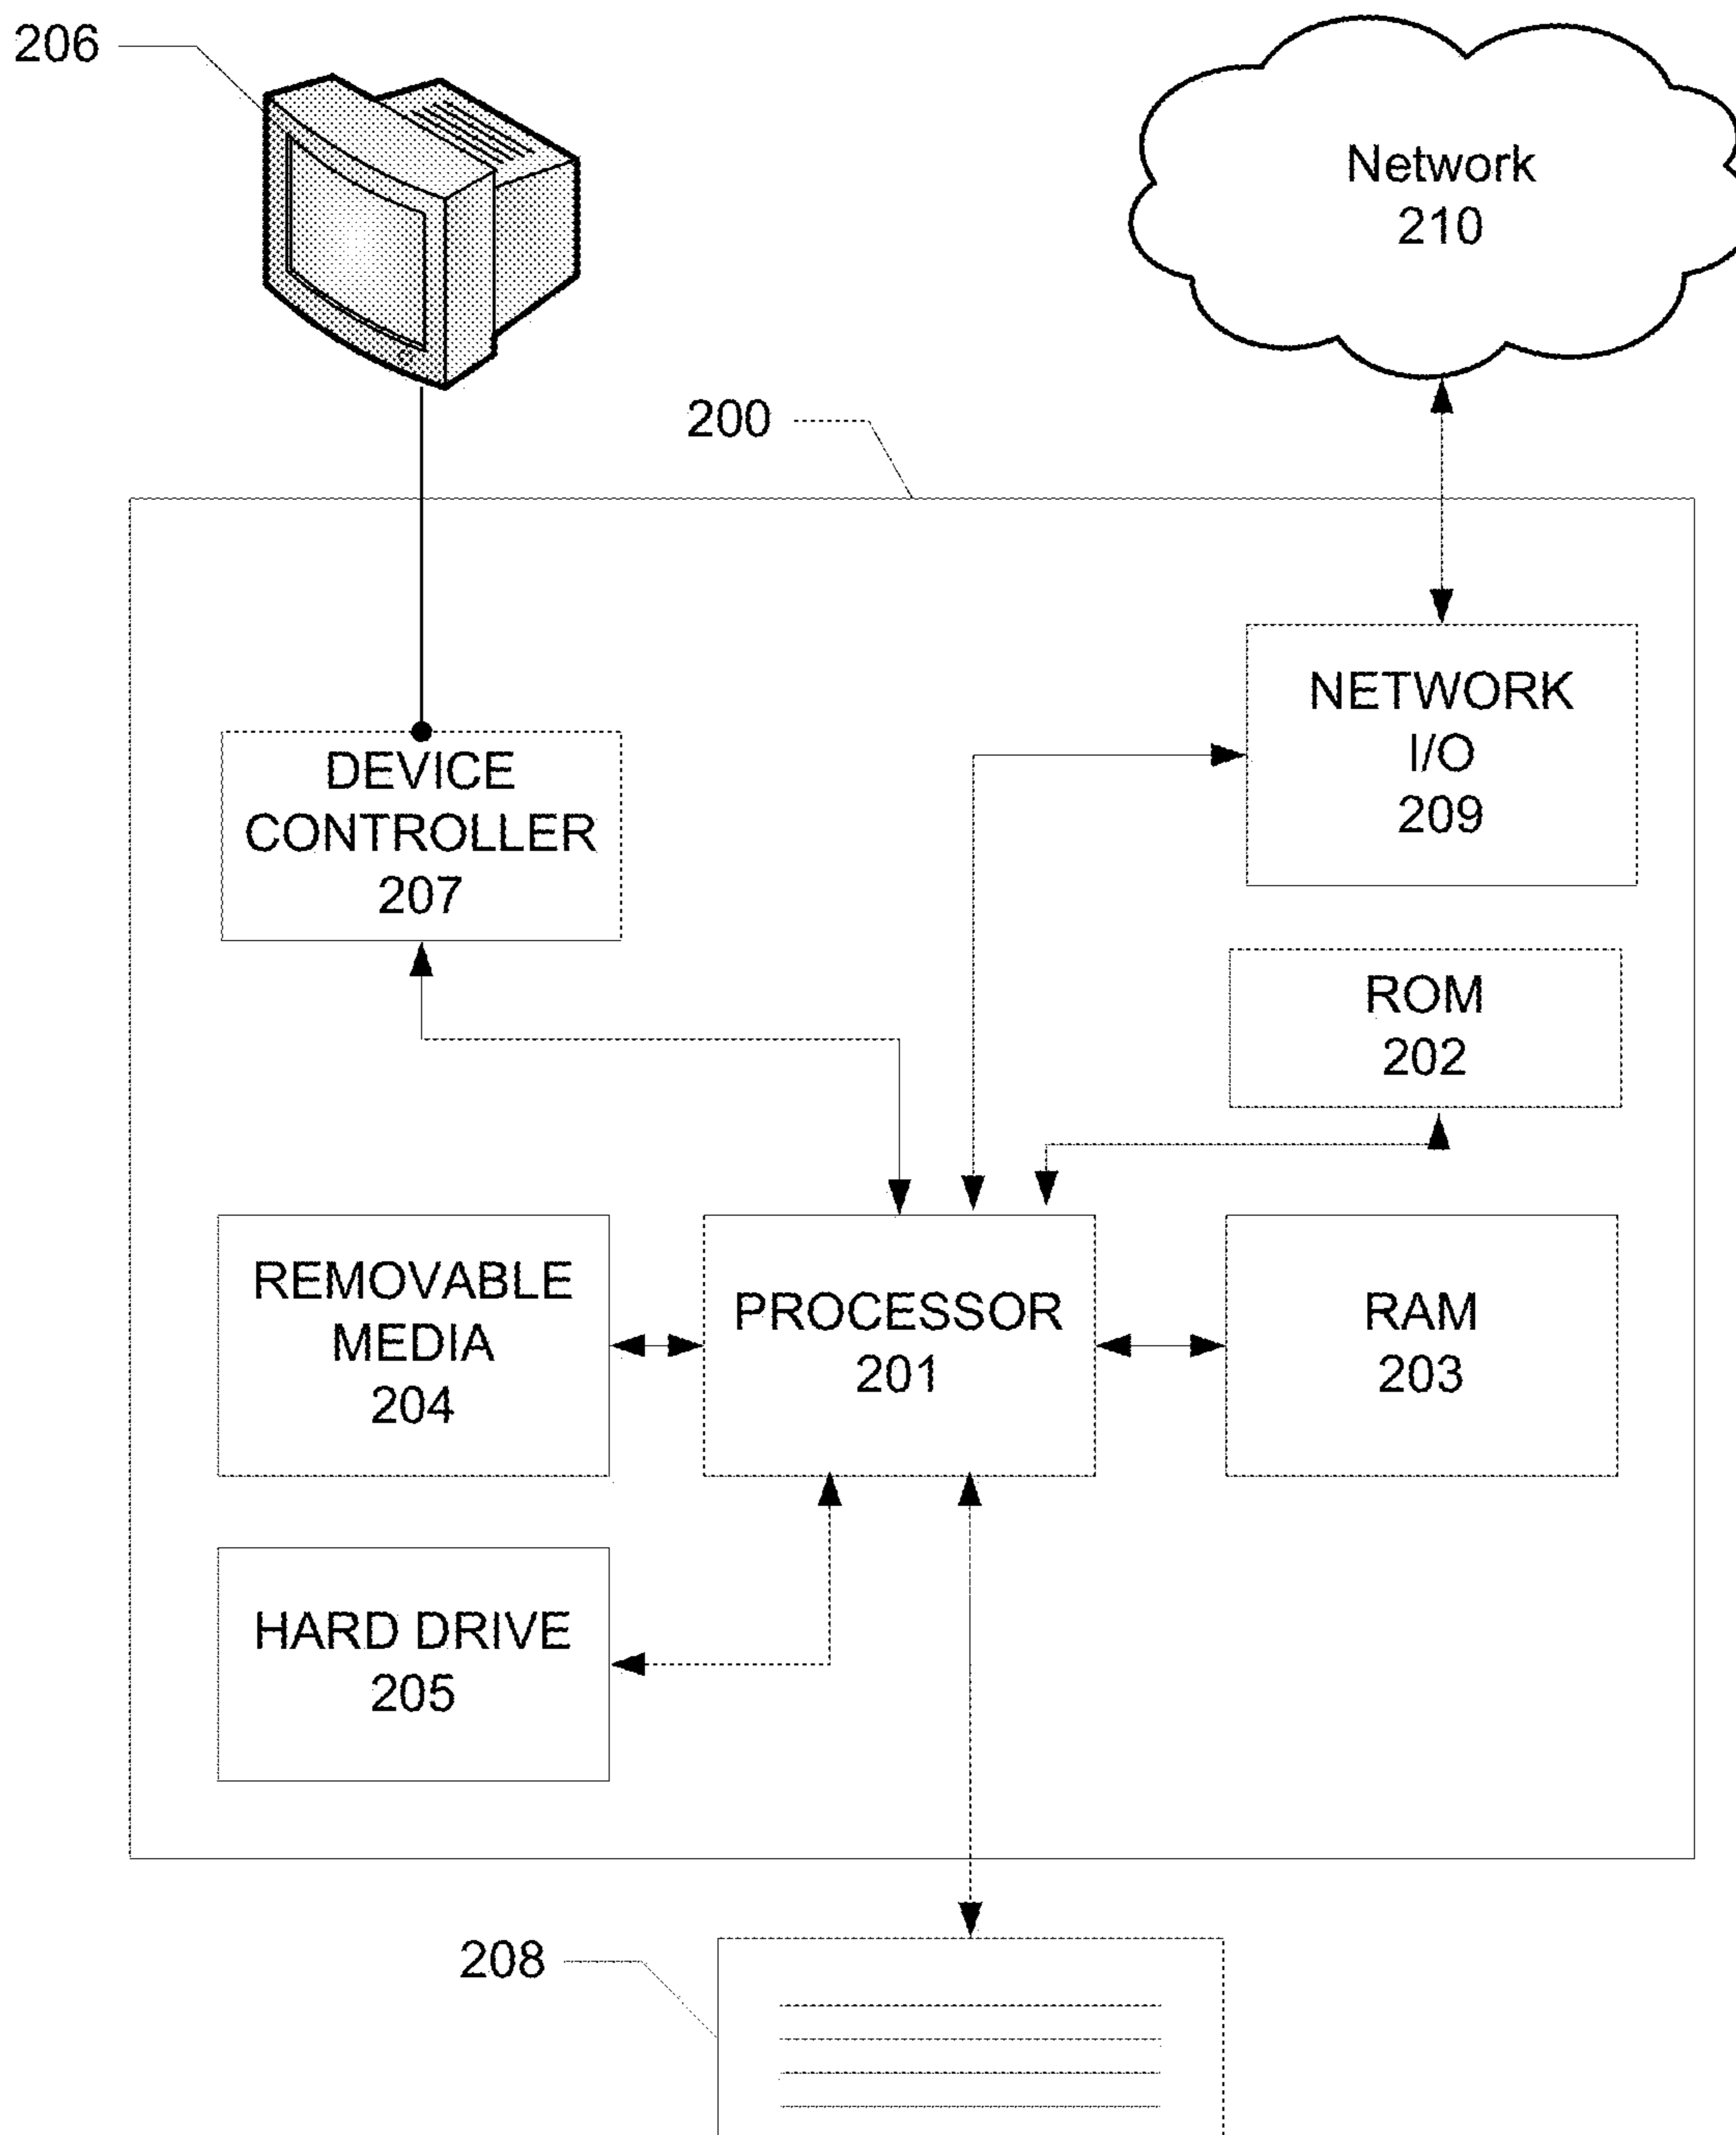 206
Network
210
200
NETWORK
I/O
209
DEVICE
CONTROLLER
207
ROM
202
REMOVABLE
MEDIA
204
PROCESSOR
201
RAM
203
HARD DRIVE
205
208